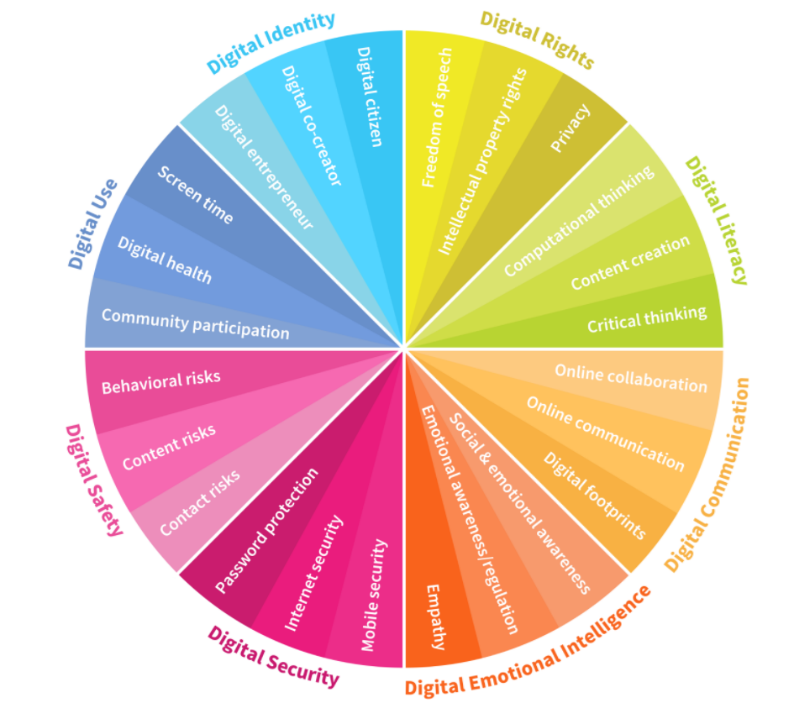 Digital Identity
Digital citizen
Digital co-creator
Digital entrepreneur
Digital Rights
Freedom of speech
Intellectual property rights
Privacy
Digital Literacy
Computational thinking
Content creation
Critical thinking
Digital Communication
Online collaboration
Online communication
Digital footprints
Digital Emotional Intelligence
Social & emotional awareness
Emotional awareness/regulation
Empathy
Digital Security
Mobile security
Internet security
Password protection
Digital Safety
Contact risks
Content risks
Behavioral risks
Digital Use
Community participation
Digital health
Screen time